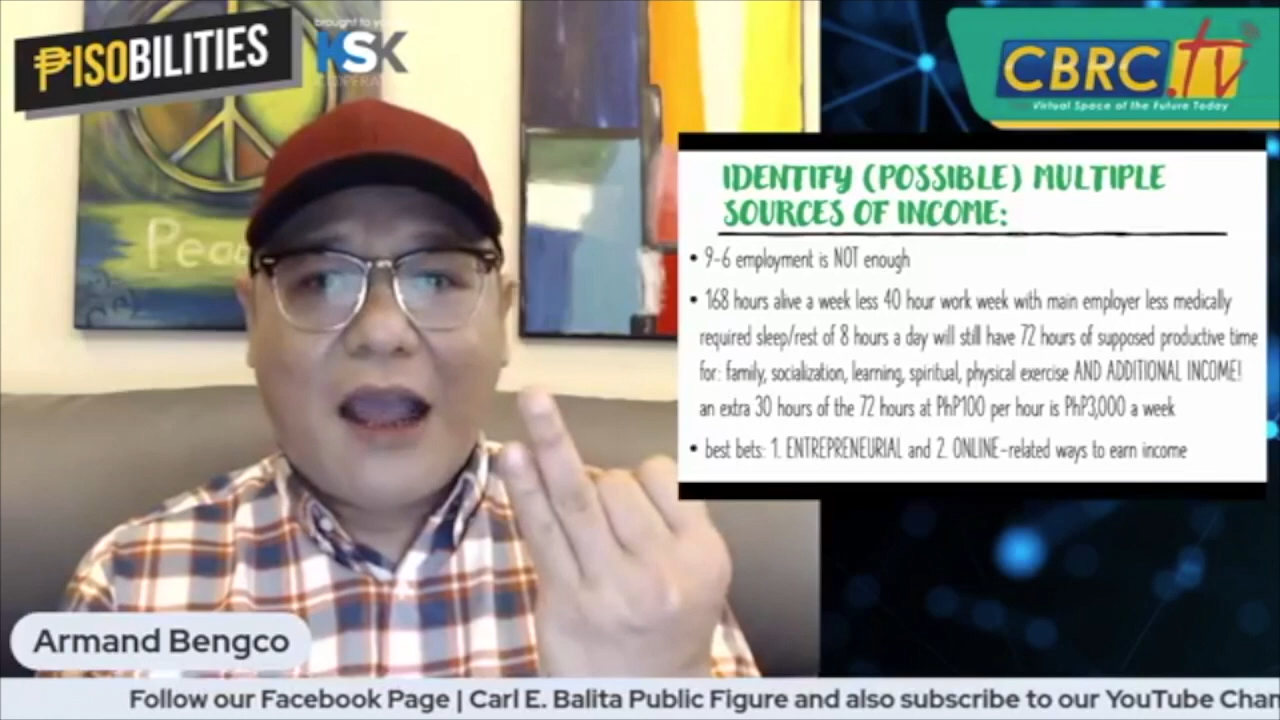 ₱ISOBILITIES
brought to you
KSK
CBRC.tv
Virtual Space of the Future Today
Peac
IDENTIFY (POSSIBLE) MULTIPLE
SOURCES OF INCOME:
• 9-6 employment is NOT enough
• 168 hours alive a week less 40 hour work week with main employer less medically
required sleep/rest of 8 hours a day will still have 72 hours of supposed productive time
for: family, socialization, learning, spiritual, physical exercise AND ADDITIONAL INCOME!
an extra 30 hours of the 72 hours at PhP100 per hour is PhP3,000 a week
• best bets: 1. ENTREPRENEURIAL and 2. ONLINE-related ways to earn income
Armand Bengco
Follow our Facebook Page | Carl E. Balita Public Figure and also subscribe to our YouTube Chan